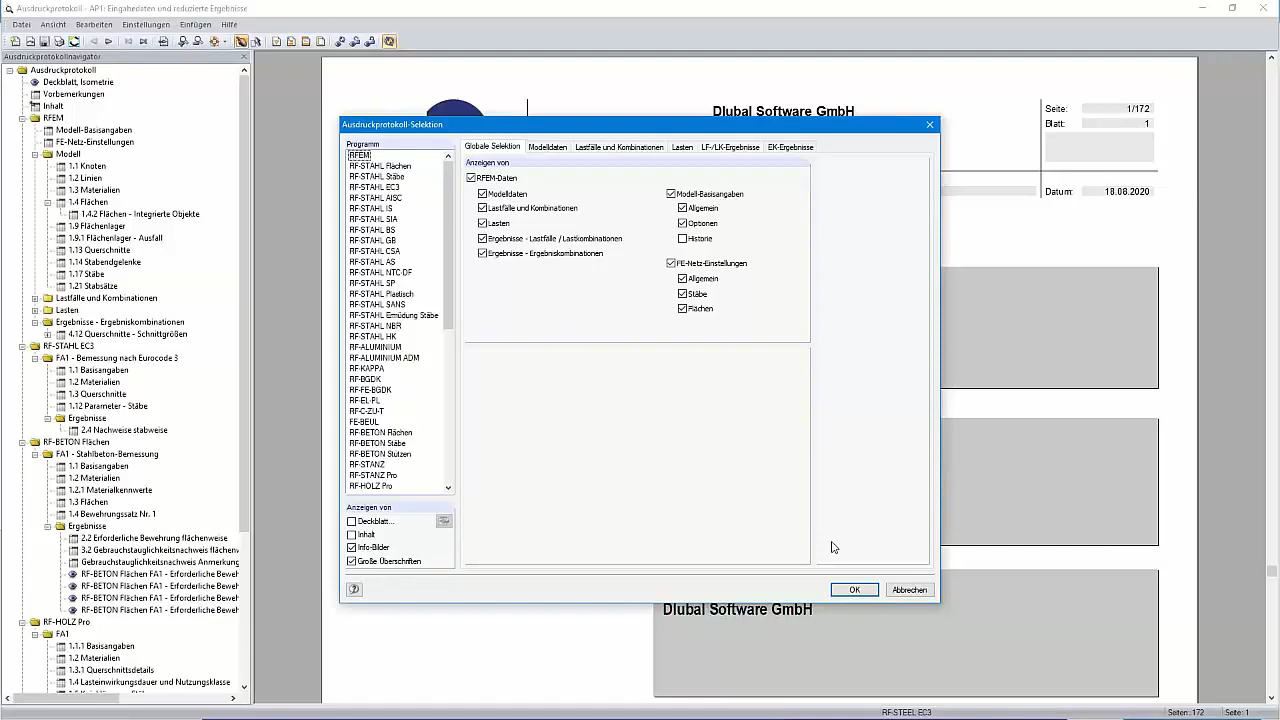 Ausdruckprotokoll - AP1: Eingabedaten und reduzierte Ergebnisse
Datei Ansicht Bearbeiten Einstellungen Einfügen Hilfe
Ausdruckprotokollnavigator
Ausdruckprotokoll
Deckblatt, Isometrie
Vorbemerkungen
Inhalt
RFEM
Modell-Basisangaben
FE-Netz-Einstellungen
Modell
1.1 Knoten
1.2 Linien
1.3 Materialien
1.4 Flächen
1.4.2 Flächen - Integrierte Objekte
1.9 Flächenlager
1.9.1 Flächenlager - Ausfall
1.13 Querschnitte
1.14 Stabendgelenke
1.17 Stäbe
1.21 Stabsätze
Lastfälle und Kombinationen
Lasten
Ergebnisse - Ergebniskombinationen
4.12 Querschnitte - Schnittgrößen
RF-STAHL EC3
FA1 - Bemessung nach Eurocode 3
1.1 Basisangaben
1.2 Materialien
1.3 Querschnitte
1.12 Parameter - Stäbe
Ergebnisse
2.4 Nachweise stabweise
RF-BETON Flächen
FA1 - Stahlbeton-Bemessung
1.1 Basisangaben
1.2 Materialien
1.2.1 Materialkennwerte
1.3 Flächen
1.4 Bewehrungssatz Nr. 1
Ergebnisse
2.2 Erforderliche Bewehrung flächenweise
3.2 Gebrauchstauglichkeitsnachweis flächenw
Gebrauchstauglichkeitsnachweis Anmerkung
RF-BETON Flächen FA1 - Erforderliche Beweh
RF-BETON Flächen FA1 - Erforderliche Beweh
RF-BETON Flächen FA1 - Erforderliche Beweh
RF-BETON Flächen FA1 - Erforderliche Beweh
RF-HOLZ Pro
FA1
1.1.1 Basisangaben
1.2 Materialien
1.3.1 Querschnittsdetails
1.4 Lasteinwirkungsdauer und Nutzungsklasse
Dlubal Software GmbH
Seite: 1/172
Blatt: 1
Datum: 18.08.2020
Ausdruckprotokoll-Selektion
Programm
RFEM
RF-STAHL Flächen
RF-STAHL Stäbe
RF-STAHL EC3
RF-STAHL AISC
RF-STAHL IS
RF-STAHL SIA
RF-STAHL BS
RF-STAHL GB
RF-STAHL CSA
RF-STAHL AS
RF-STAHL NTC-DF
RF-STAHL SP
RF-STAHL Plastisch
RF-STAHL SANS
RF-STAHL Ermüdung Stäbe
RF-STAHL NBR
RF-STAHL HK
RF-ALUMINIUM
RF-ALUMINIUM ADM
RF-KAPPA
RF-BGDK
RF-FE-BGDK
RF-EL-PL
RF-C-ZU-T
FE-BEUL
RF-BETON Flächen
RF-BETON Stäbe
RF-BETON Stützen
RF-STANZ
RF-STANZ Pro
RF-HOLZ Pro
Anzeigen von
Deckblatt...
Inhalt
Info-Bilder
Große Überschriften
Globale Selektion Modelldaten Lastfälle und Kombinationen Lasten LF-/LK-Ergebnisse EK-Ergebnisse
Anzeigen von
RFEM-Daten
Modelldaten
Lastfälle und Kombinationen
Lasten
Ergebnisse - Lastfälle / Lastkombinationen
Ergebnisse - Ergebniskombinationen
Modell-Basisangaben
Allgemein
Optionen
Historie
FE-Netz-Einstellungen
Allgemein
Stäbe
Flächen
OK Abbrechen
Dlubal Software GmbH
RF-STEEL EC3 Seiten: 172 Seite: 1